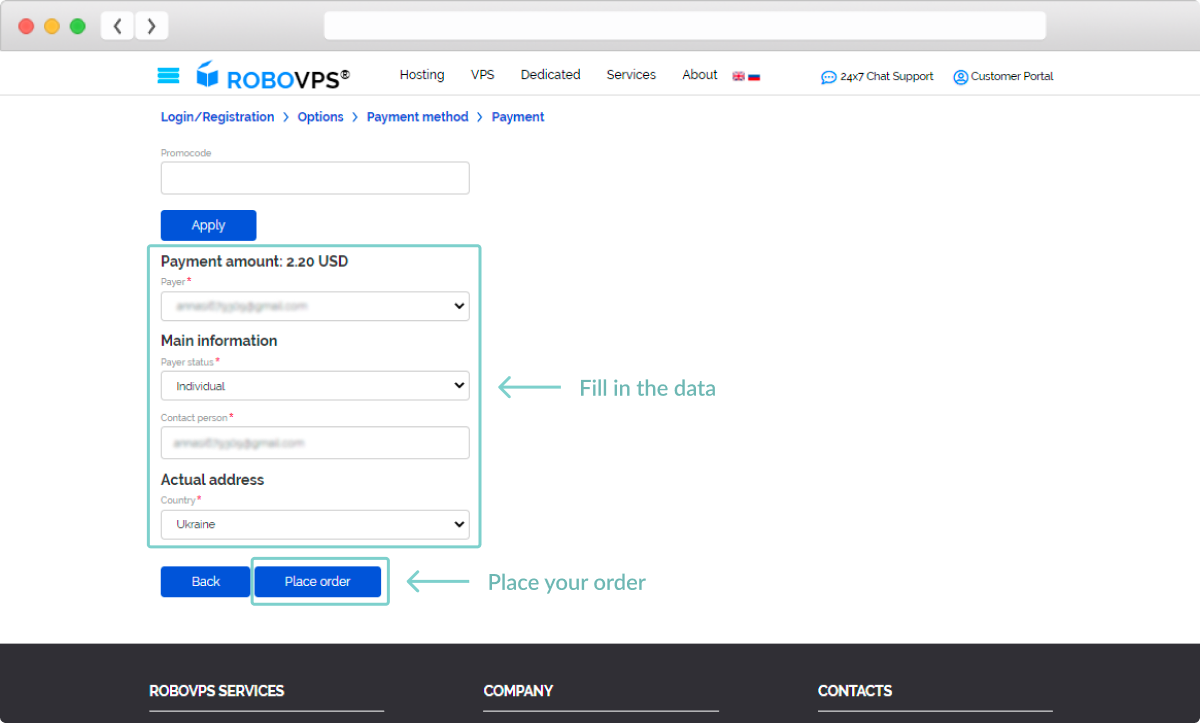 ROBOVPS®
Hosting
VPS
Dedicated
Services
About
24x7 Chat Support
Customer Portal
Login/Registration > Options > Payment method > Payment
Promocode
Apply
Payment amount: 2.20 USD
Payer*
Main information
Payer status*
Individual
Fill in the data
Contact person*
Actual address
Country*
Ukraine
Back
Place order
Place your order
ROBOVPS SERVICES
COMPANY
CONTACTS